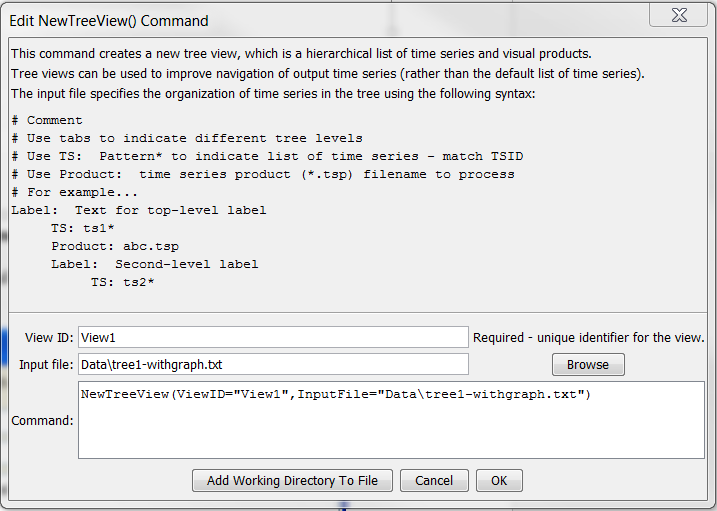 Edit NewTreeView() Command
This command creates a new tree view, which is a hierarchical list of time series and visual products.
Tree views can be used to improve navigation of output time series (rather than the default list of time series).
The input file specifies the organization of time series in the tree using the following syntax:
# Comment
# Use tabs to indicate different tree levels
# Use TS:  Pattern* to indicate list of time series - match TSID
# Use Product:  time series product (*.tsp) filename to process
# For example...
Label:  Text for top-level label
TS: ts1*
Product: abc.tsp
Label:  Second-level label
TS: ts2*
View ID: View1 Required - unique identifier for the view.
Input file: Data\tree1-withgraph.txt Browse
NewTreeView(ViewID="View1",InputFile="Data\tree1-withgraph.txt")
Command:
Add Working Directory To File Cancel OK